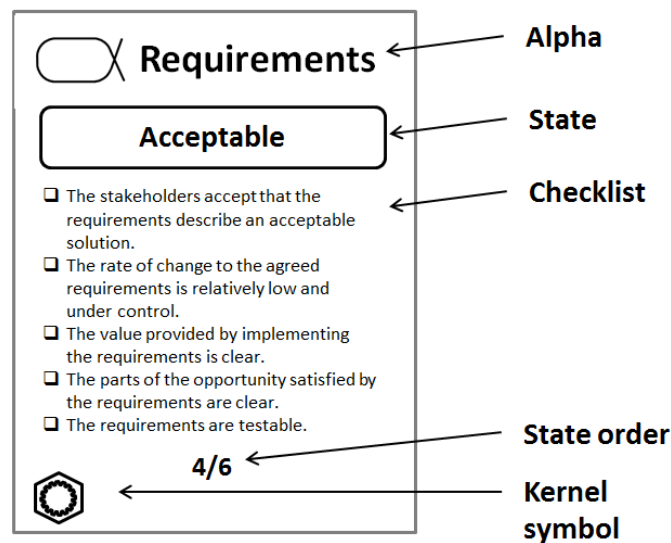 Requirements
Alpha
Acceptable
State
Checklist
The stakeholders accept that the
requirements describe an acceptable
solution.
The rate of change to the agreed
requirements is relatively low and
under control.
The value provided by implementing
the requirements is clear.
The parts of the opportunity satisfied by
the requirements are clear.
The requirements are testable.
State order
4/6
Kernel
symbol